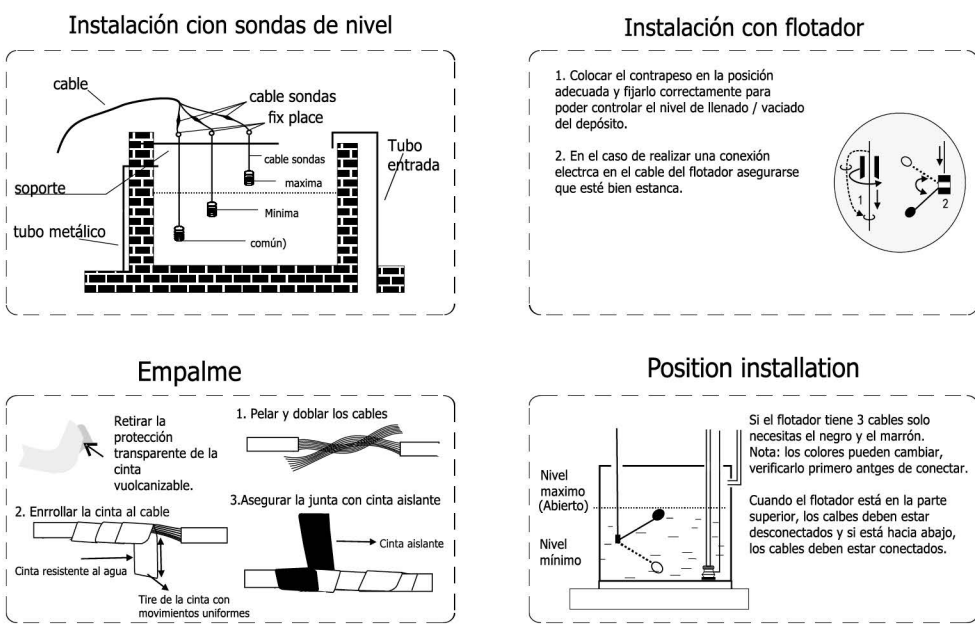 Instalación cion sondas de nivel
cable
cable sondas
fix place
Tubo
entrada
cable sondas
soporte
maxima
Minima
tubo metálico
común)
Instalación con flotador
1. Colocar el contrapeso en la posición
adecuada y fijarlo correctamente para
poder controlar el nivel de llenado / vaciado
del depósito.
2. En el caso de realizar una conexión
electrca en el cable del flotador asegurarse
que esté bien estanca.
1
2
Empalme
Retirar la
protección
transparente de la
cinta
vuolcanizable.
1. Pelar y doblar los cables
2. Enrrollar la cinta al cable
3.Asegurar la junta con cinta aislante
Cinta aislante
Cinta resistente al agua
Tire de la cinta con
movimientos uniformes
Position installation
Nivel
maximo
(Abierto)
Nivel
mínimo
Si el flotador tiene 3 cables solo
necesitas el negro y el marrón.
Nota: los colores pueden cambiar,
verificarlo primero antges de conectar.
Cuando el flotador está en la parte
superior, los calbes deben estar
desconectados y si está hacia abajo,
los cables deben estar conectados.